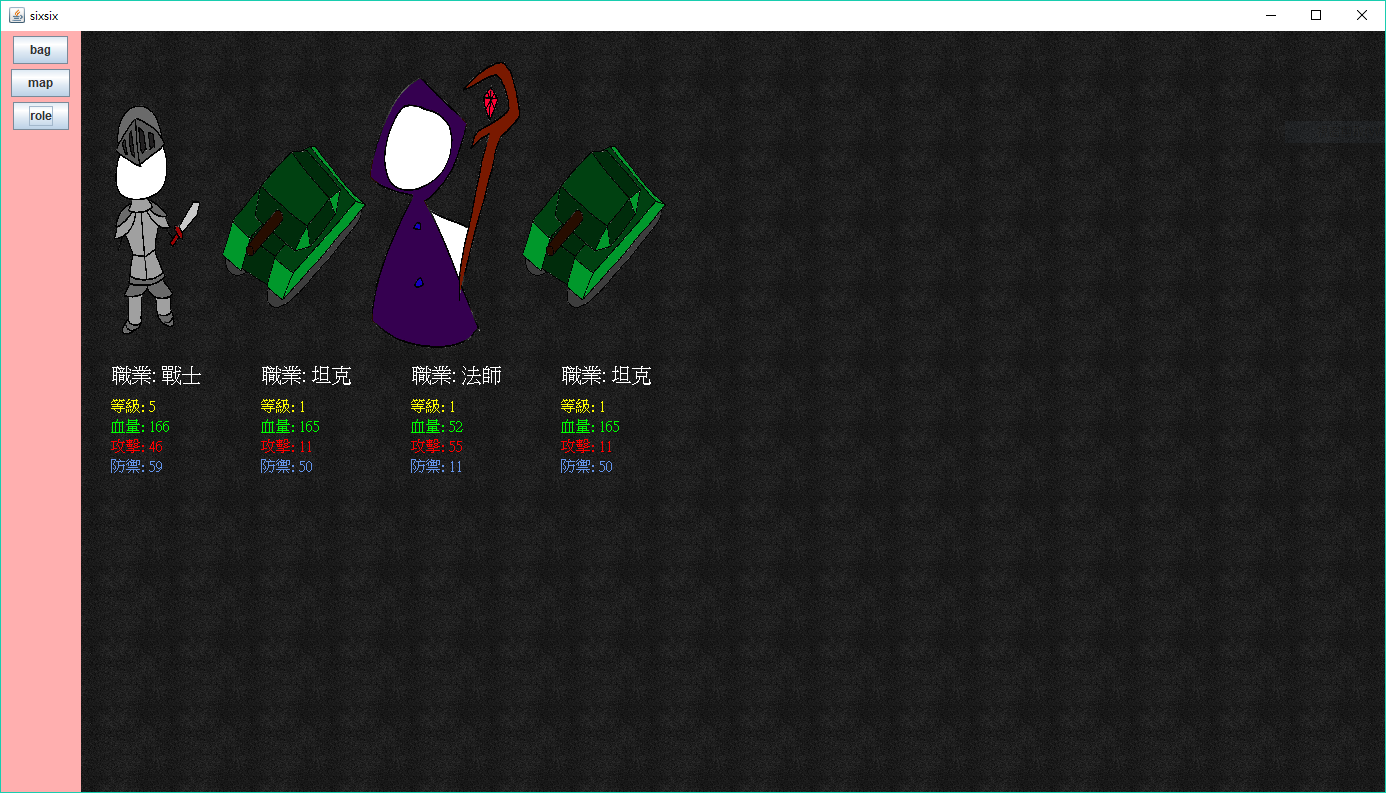 sixsix
bag
map
role
職業: 戰士
等級: 5
血量: 166
攻擊: 46
防禦: 59
職業: 坦克
等級: 1
血量: 165
攻擊: 11
防禦: 50
職業: 法師
等級: 1
血量: 52
攻擊: 55
防禦: 11
職業: 坦克
等級: 1
血量: 165
攻擊: 11
防禦: 50